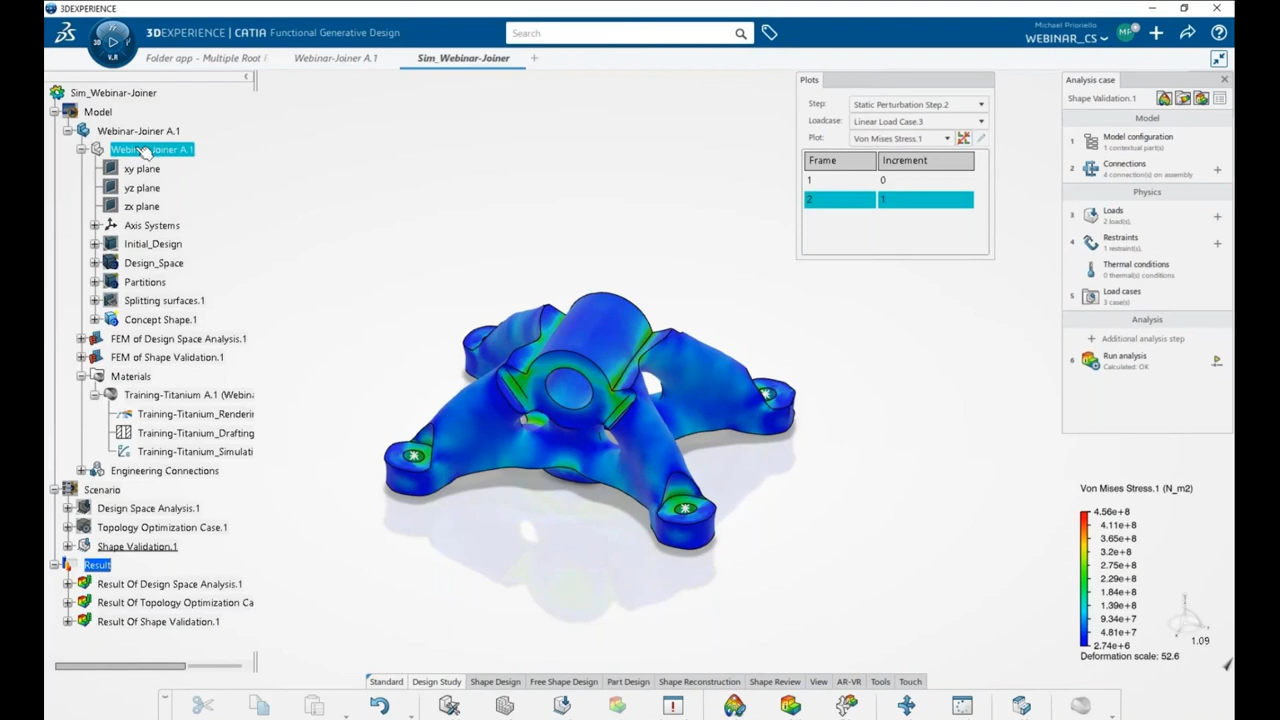 3DEXPERIENCE
3DEXPERIENCE | CATIA Functional Generative Design
Search
Michael Prioriello
WEBINAR_CS
MP
3D
V.R
Folder app - Multiple Root F
Webinar-Joiner A.1
Sim_Webinar-Joiner
Sim_Webinar-Joiner
Model
Webinar-Joiner A.1
Webinar-Joiner A.1
xy plane
yz plane
zx plane
Axis Systems
Initial_Design
Design_Space
Partitions
Splitting surfaces.1
Concept Shape.1
FEM of Design Space Analysis.1
FEM of Shape Validation.1
Materials
Training-Titanium A.1 (Webina
Training-Titanium_Renderin
Training-Titanium_Drafting
Training-Titanium_Simulati
Engineering Connections
Scenario
Design Space Analysis.1
Topology Optimization Case.1
Shape Validation.1
Result
Result Of Design Space Analysis.1
Result Of Topology Optimization Ca
Result Of Shape Validation.1
Plots
Step: Static Perturbation Step.2
Loadcase: Linear Load Case.3
Plot: Von Mises Stress.1
Frame Increment
1 0
2 1
Analysis case
Shape Validation.1
Model
1 Model configuration
1 contextual part(s)
2 Connections
4 connection(s) on assembly
Physics
3 Loads
2 load(s),
4 Restraints
1 restraint(s),
Thermal conditions
0 thermal(s) conditions
5 Load cases
3 case(s)
Analysis
Additional analysis step
6 Run analysis
Calculated: OK
Von Mises Stress.1 (N_m2)
4.56e+8
4.11e+8
3.65e+8
3.2e+8
2.75e+8
2.29e+8
1.84e+8
1.39e+8
9.34e+7
4.81e+7
2.74e+6
1.09
Deformation scale: 52.6
Standard Design Study Shape Design Free Shape Design Part Design Shape Reconstruction Shape Review View AR-VR Tools Touch